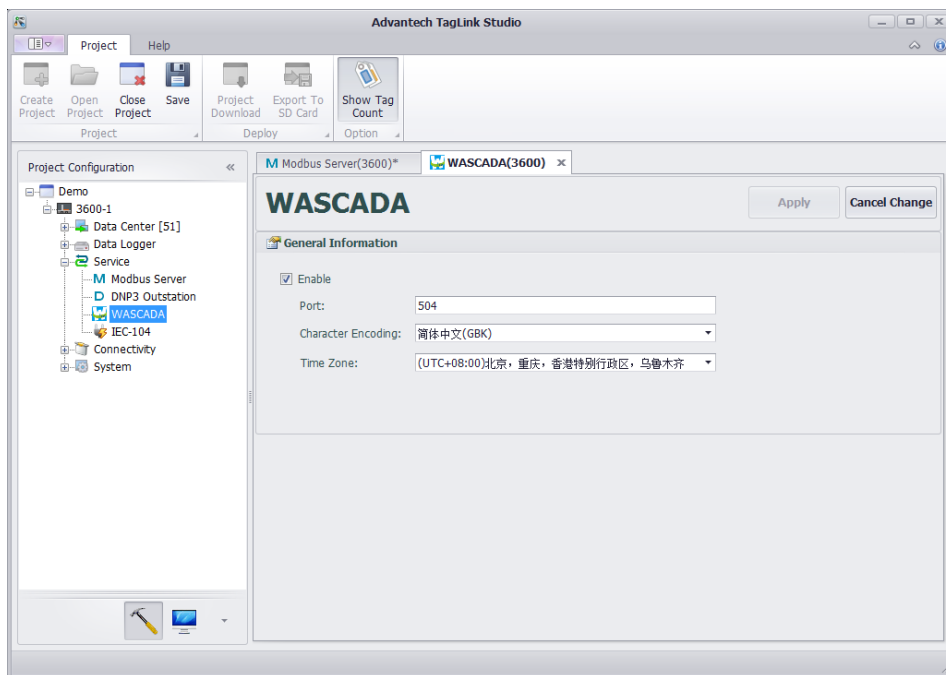 Advantech TagLink Studio
Project Help
Create Project
Open Project
Close Project
Save
Project Download
Export To SD Card
Show Tag Count
Project
Deploy
Option
Project Configuration
Demo
3600-1
Data Center [51]
Data Logger
Service
M Modbus Server
D DNP3 Outstation
WASCADA
IEC-104
Connectivity
System
M Modbus Server(3600)*
WASCADA(3600)
WASCADA
Apply
Cancel Change
General Information
Enable
Port: 504
Character Encoding: 简体中文(GBK)
Time Zone: (UTC+08:00)北京，重庆，香港特别行政区，乌鲁木齐